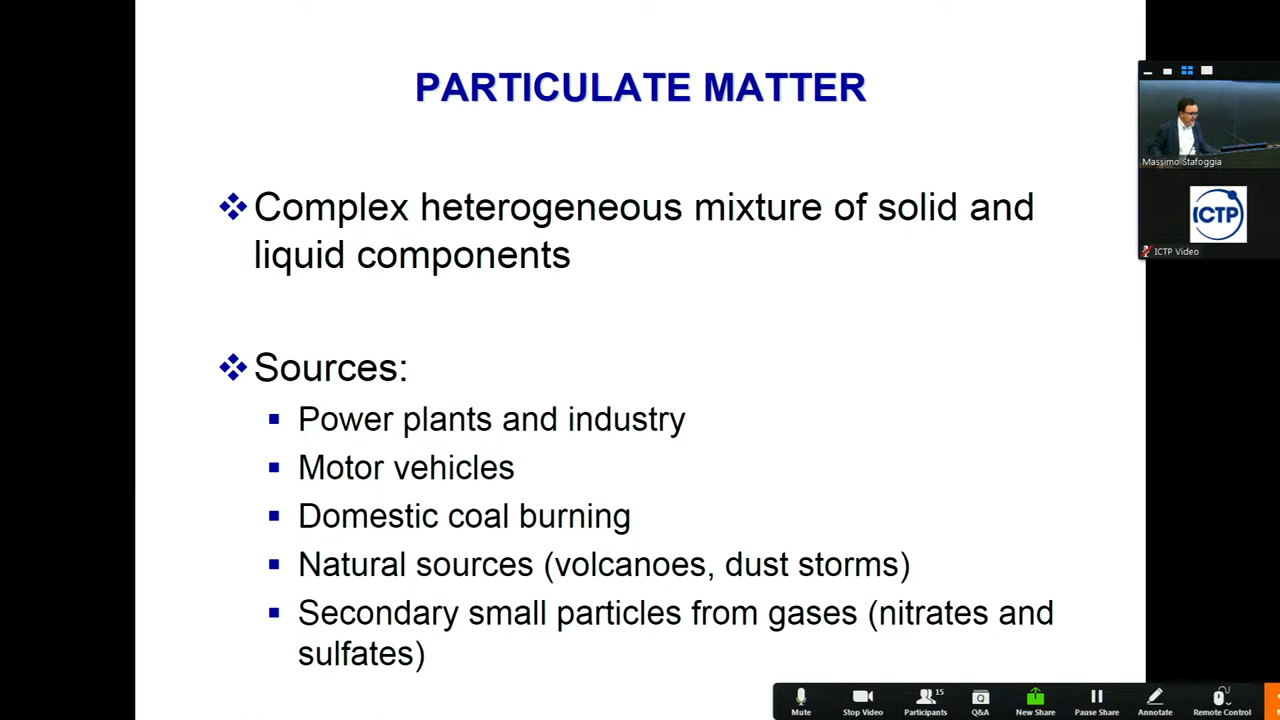 PARTICULATE MATTER
Complex heterogeneous mixture of solid and
liquid components
Sources:
Power plants and industry
Motor vehicles
Domestic coal burning
Natural sources (volcanoes, dust storms)
Secondary small particles from gases (nitrates and
sulfates)
Massimo Stafoggia
ICTP
ICTP Video
Mute
Stop Video
15
Participants
Q&A
New Share
Pause Share
Annotate
Remote Control